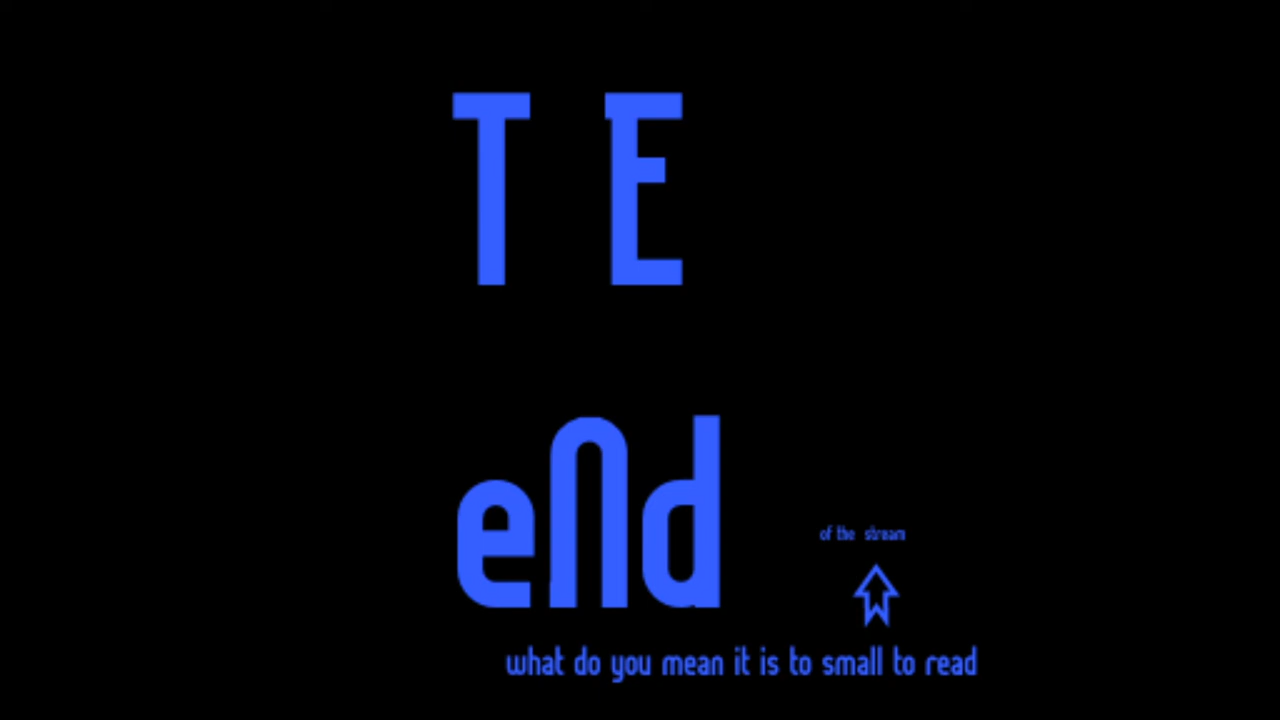 T E
end
of the stream
what do you mean it is to small to read